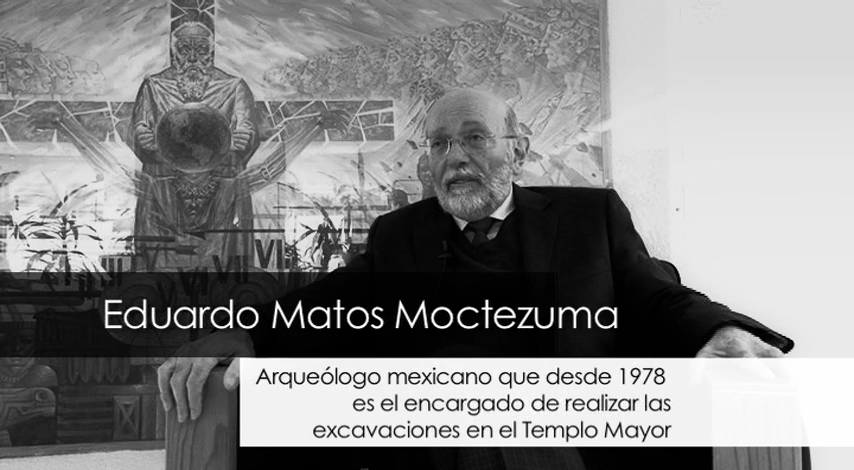 Eduardo Matos Moctezuma
Arqueólogo mexicano que desde 1978
es el encargado de realizar las
excavaciones en el Templo Mayor